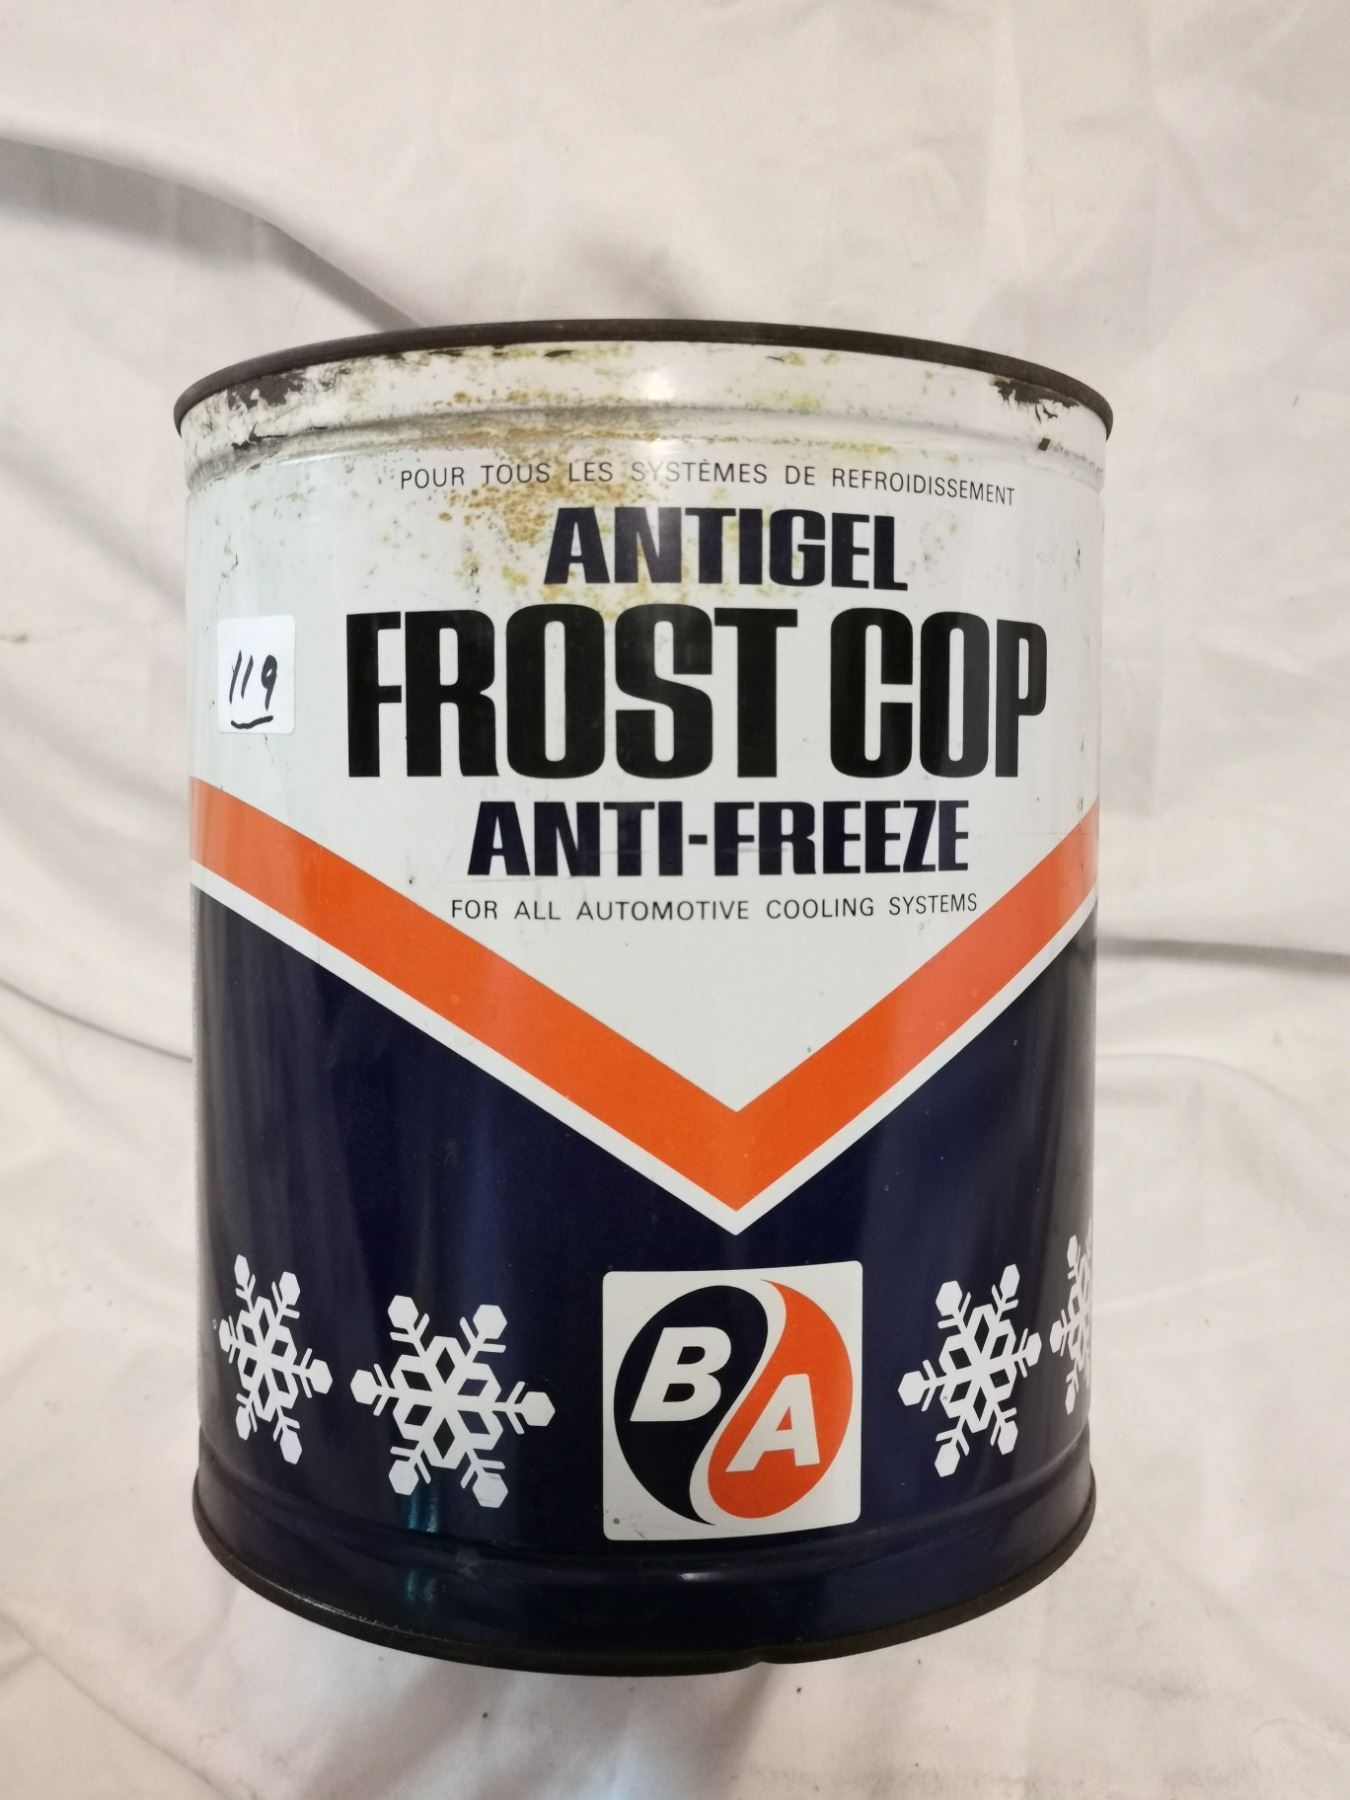 POUR TOUS LES SYSTÈMES DE REFROIDISSEMENT
ANTIGEL
119
FROST COP
ANTI-FREEZE
FOR ALL AUTOMOTIVE COOLING SYSTEMS
BA